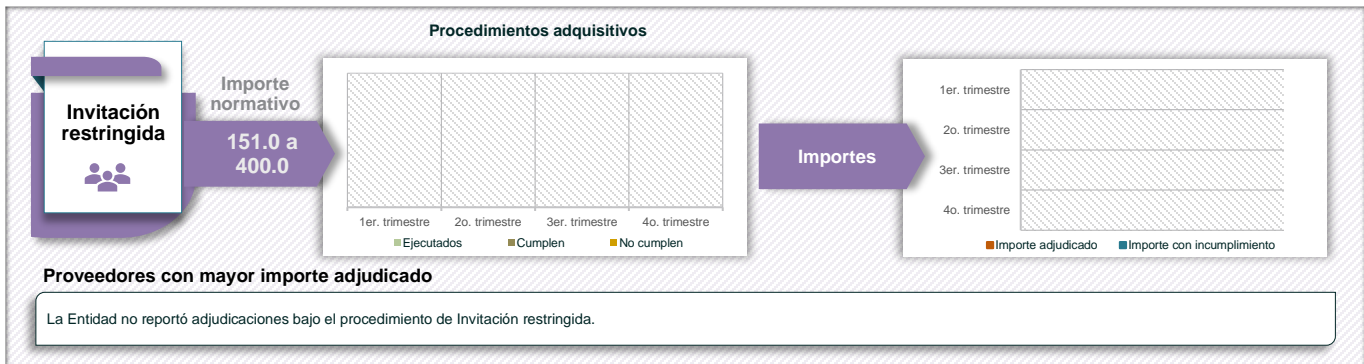 Procedimientos adquisitivos
Invitación
restringida
Importe
normativo
151.0 a
400.0
1er. trimestre
2o. trimestre
3er. trimestre
4o. trimestre
Ejecutados
Cumplen
No cumplen
Importes
1er. trimestre
2o. trimestre
3er. trimestre
4o. trimestre
Importe adjudicado
Importe con incumplimiento
Proveedores con mayor importe adjudicado
La Entidad no reportó adjudicaciones bajo el procedimiento de Invitación restringida.